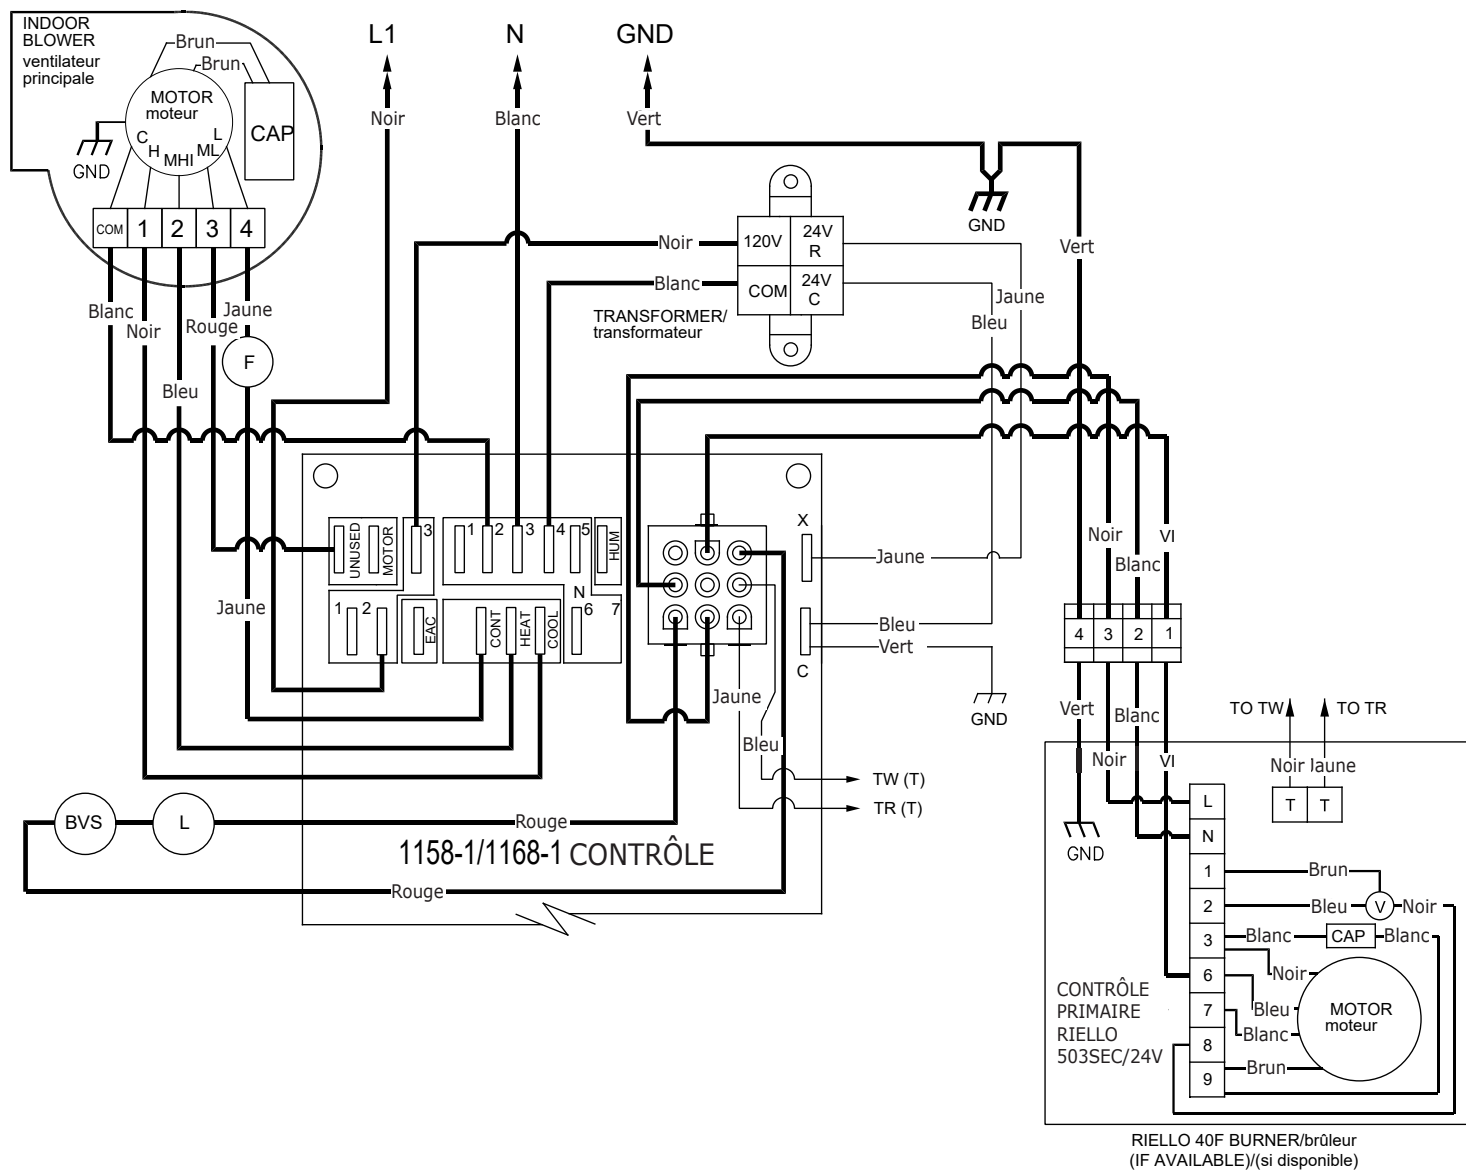 INDOOR
BLOWER
ventilateur
principale
Brun
Brun
MOTOR
moteur
CAP
GND
C
H
MHI
ML
L
COM
1
2
3
4
Blanc
Noir
Bleu
Rouge
Jaune
F
L1
N
GND
Noir
Blanc
Vert
GND
Vert
Noir
Blanc
120V
24V
R
COM
24V
C
TRANSFORMER/
transformateur
Jaune
Bleu
UNUSED
MOTOR
3
1
2
3
4
5
HUM
N
1
2
EAC
CONT
HEAT
COOL
6
7
X
Jaune
Bleu
Vert
C
GND
Jaune
Jaune
Bleu
TW (T)
TR (T)
BVS
L
Rouge
1158-1/1168-1 CONTRÔLE
Rouge
Noir
Blanc
VI
4
3
2
1
Vert
Blanc
Noir
VI
TO TW
TO TR
Noir
Jaune
T
T
GND
L
N
1
2
3
6
7
8
9
Brun
Bleu
V
Noir
Blanc
CAP
Blanc
Noir
Bleu
Blanc
Brun
MOTOR
moteur
CONTRÔLE
PRIMAIRE
RIELLO
503SEC/24V
RIELLO 40F BURNER/brûleur
(IF AVAILABLE)/(si disponible)